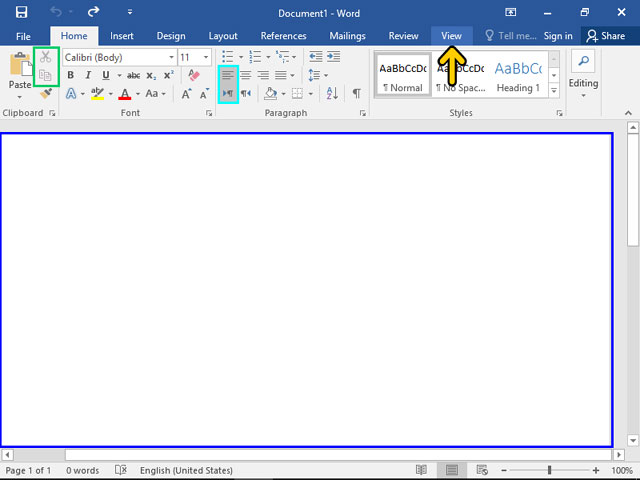 Document1 - Word
File Home Insert Design Layout References Mailings Review View Tell me... Sign in Share
Paste
Calibri (Body) 11
B I U abc x₂ x²
A aby A Aa A A
AaBbCcDc AaBbCcDc AaBbCc
¶ Normal ¶ No Spac... Heading 1
Editing
Clipboard Font Paragraph Styles
Page 1 of 1 0 words English (United States) 100%